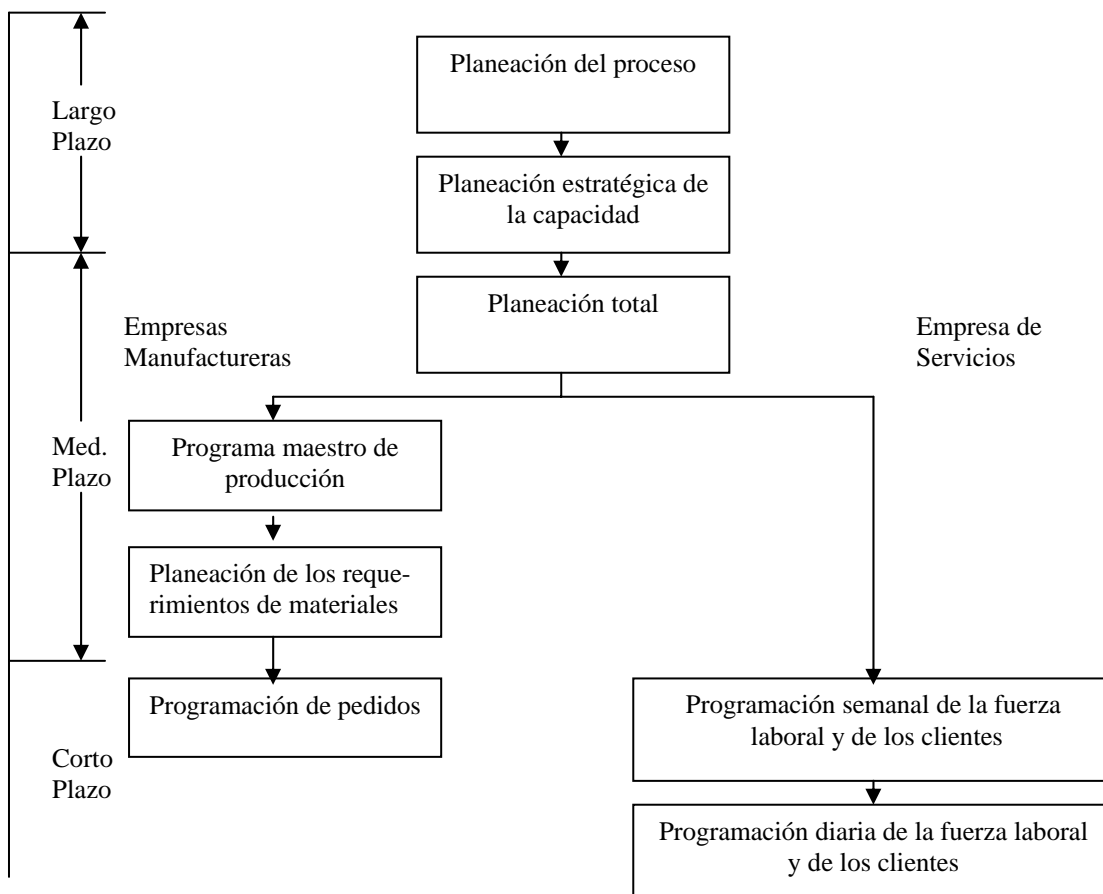 Planeación del proceso
Largo
Plazo
Planeación estratégica de
la capacidad
Planeación total
Empresas
Manufactureras
Empresa de
Servicios
Med.
Plazo
Programa maestro de
producción
Planeación de los reque-
rimientos de materiales
Programación de pedidos
Programación semanal de la fuerza
laboral y de los clientes
Corto
Plazo
Programación diaria de la fuerza laboral
y de los clientes